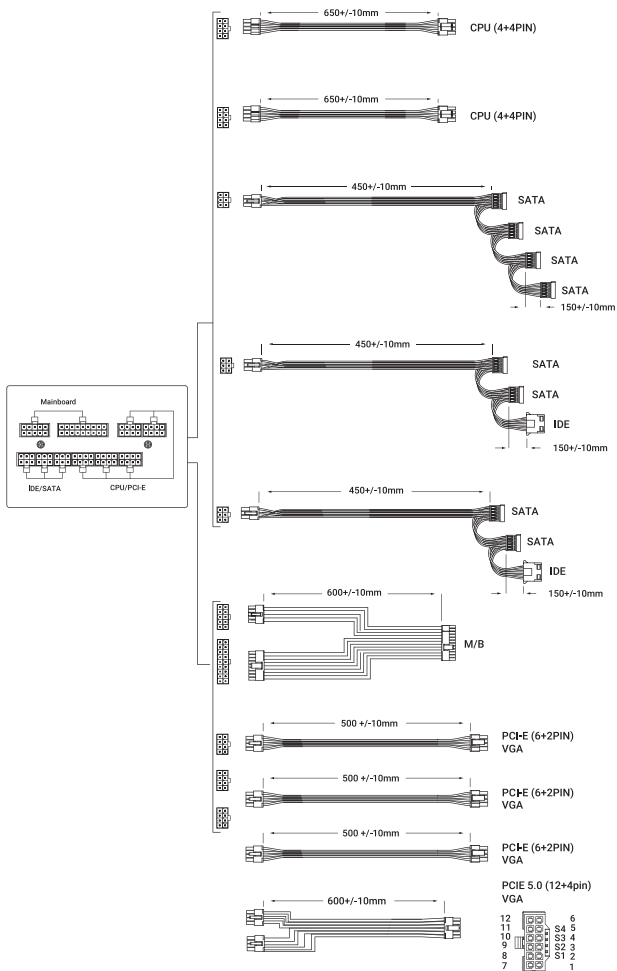 650+/-10mm
CPU (4+4PIN)
650+/-10mm
CPU (4+4PIN)
450+/-10mm
SATA
SATA
SATA
SATA
150+/-10mm
450+/-10mm
SATA
SATA
IDE
150+/-10mm
Mainboard
IDE/SATA
CPU/PCI-E
450+/-10mm
SATA
SATA
IDE
150+/-10mm
600+/-10mm
M/B
500 +/-10mm
PCI-E (6+2PIN)
VGA
500 +/-10mm
PCI-E (6+2PIN)
VGA
500 +/-10mm
PCI-E (6+2PIN)
VGA
PCIE 5.0 (12+4pin)
VGA
600+/-10mm
12 6
11 S4 5
10 S3 4
9 S2 3
8 S1 2
7 1